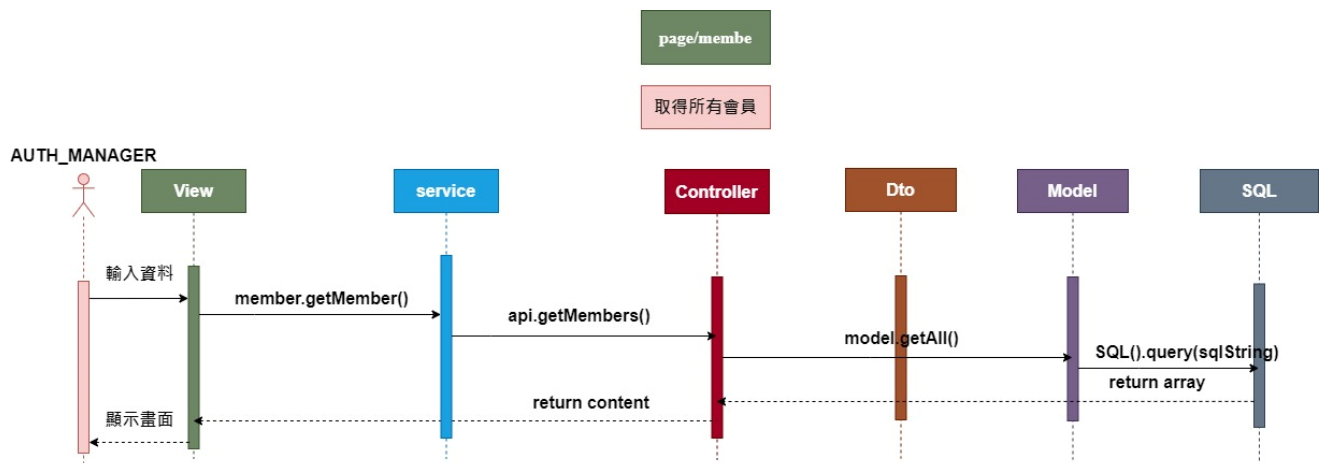 page/membe
取得所有會員
AUTH_MANAGER
View
service
Controller
Dto
Model
SQL
輸入資料
member.getMember()
api.getMembers()
model.getAll()
SQL().query(sqlString)
return array
return content
顯示畫面